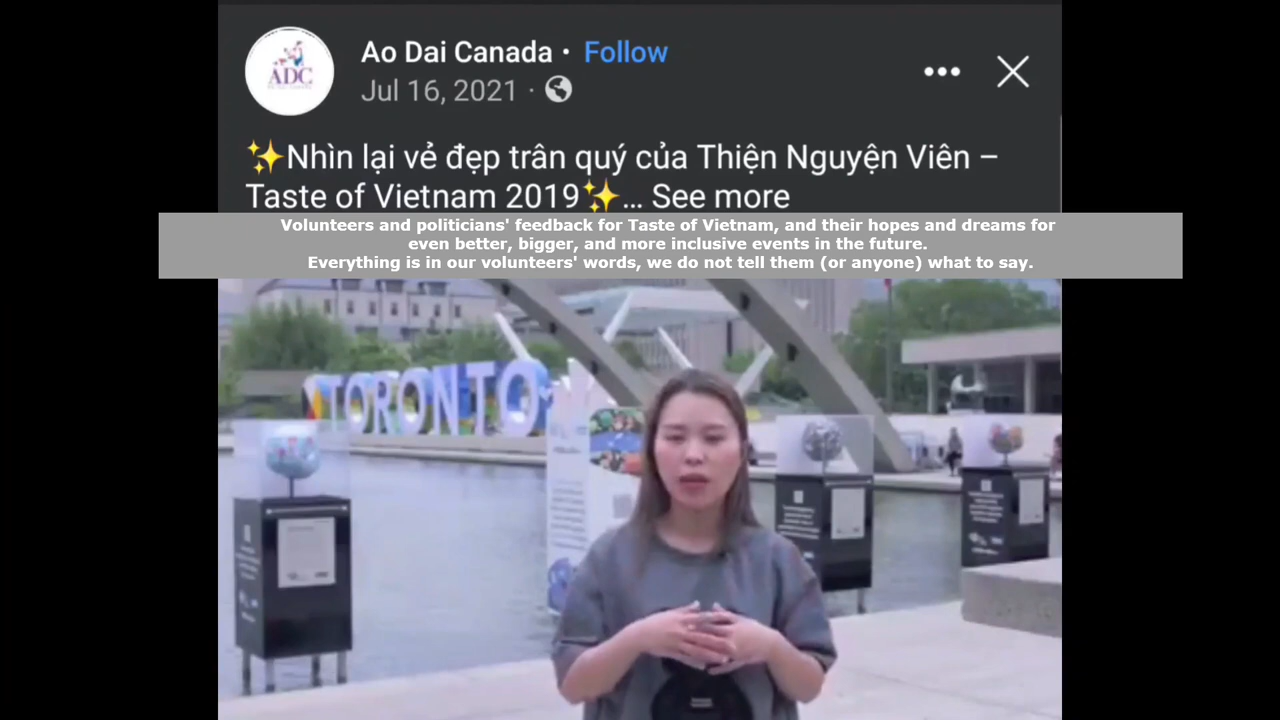 ADC
Ao Dai Canada · Follow
Jul 16, 2021 ·
✨Nhìn lại vẻ đẹp trân quý của Thiện Nguyện Viên –
Taste of Vietnam 2019✨... See more
Volunteers and politicians' feedback for Taste of Vietnam, and their hopes and dreams for
even better, bigger, and more inclusive events in the future.
Everything is in our volunteers' words, we do not tell them (or anyone) what to say.
TORONTO